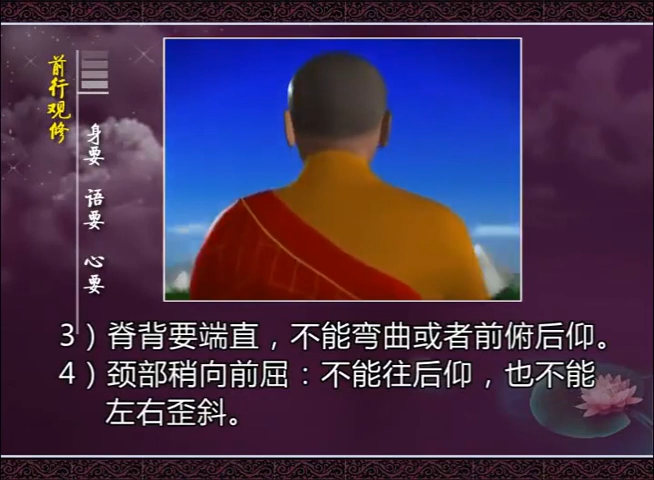 前行观修
身要 语要 心要
3）脊背要端直，不能弯曲或者前俯后仰。
4）颈部稍向前屈：不能往后仰，也不能
左右歪斜。